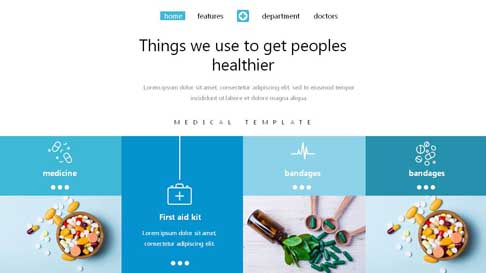 home features department doctors
Things we use to get peoples
healthier
Lorem ipsum dolor sit amet, consectetur adipiscing elit, sed to eiusmod tempor
incididunt ut labore et dolore magna aliqua.
MEDICAL TEMPLATE
medicine
First aid kit
Lorem ipsum dolor sit amet,
consectetur adipiscing elit.
bandages
bandages